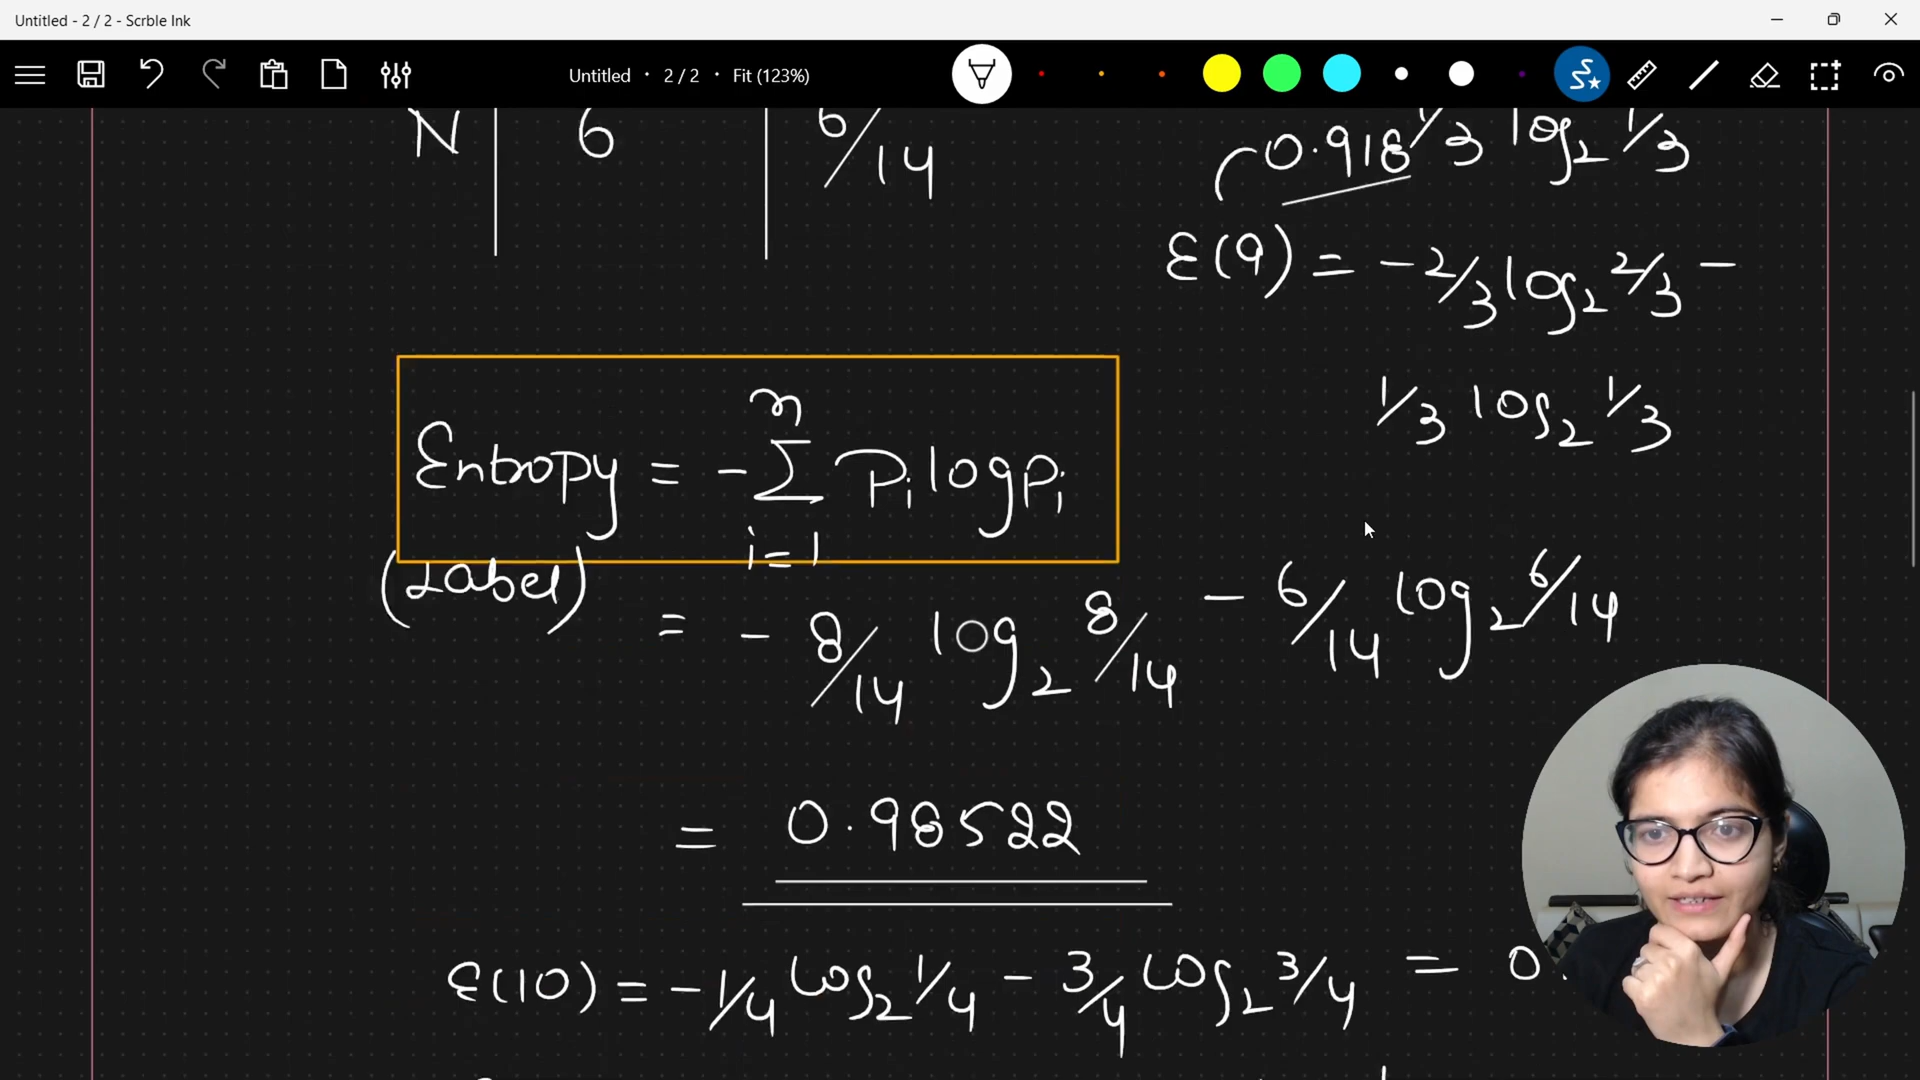 Untitled - 2 / 2 - Scrble Ink
Untitled • 2 / 2 • Fit (123%)
N 6 6/14
0.918 1/3 log2 1/3
E(9) = -2/3 log2 2/3 -
1/3 log2 1/3
Entropy = - n Σ i=1 Pi log Pi
(Label)
= - 8/14 log2 8/14 - 6/14 log2 6/14
= 0.98522
E(10) = -1/4 log2 1/4 - 3/4 log2 3/4 = 0.